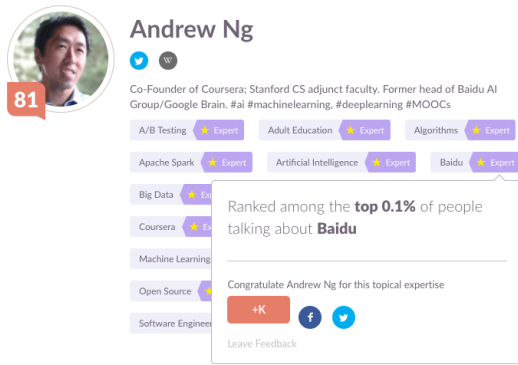 Andrew Ng
W
81
Co-Founder of Coursera; Stanford CS adjunct faculty. Former head of Baidu AI
Group/Google Brain. #ai #machinelearning, #deeplearning #MOOCs
A/B Testing Expert Adult Education Expert Algorithms Expert
Apache Spark Expert Artificial Intelligence Expert Baidu Expert
Big Data
Coursera
Machine Learning
Open Source
Software
Ranked among the top 0.1% of people
talking about Baidu
Congratulate Andrew Ng for this topical expertise
+K
f
Leave Feedback